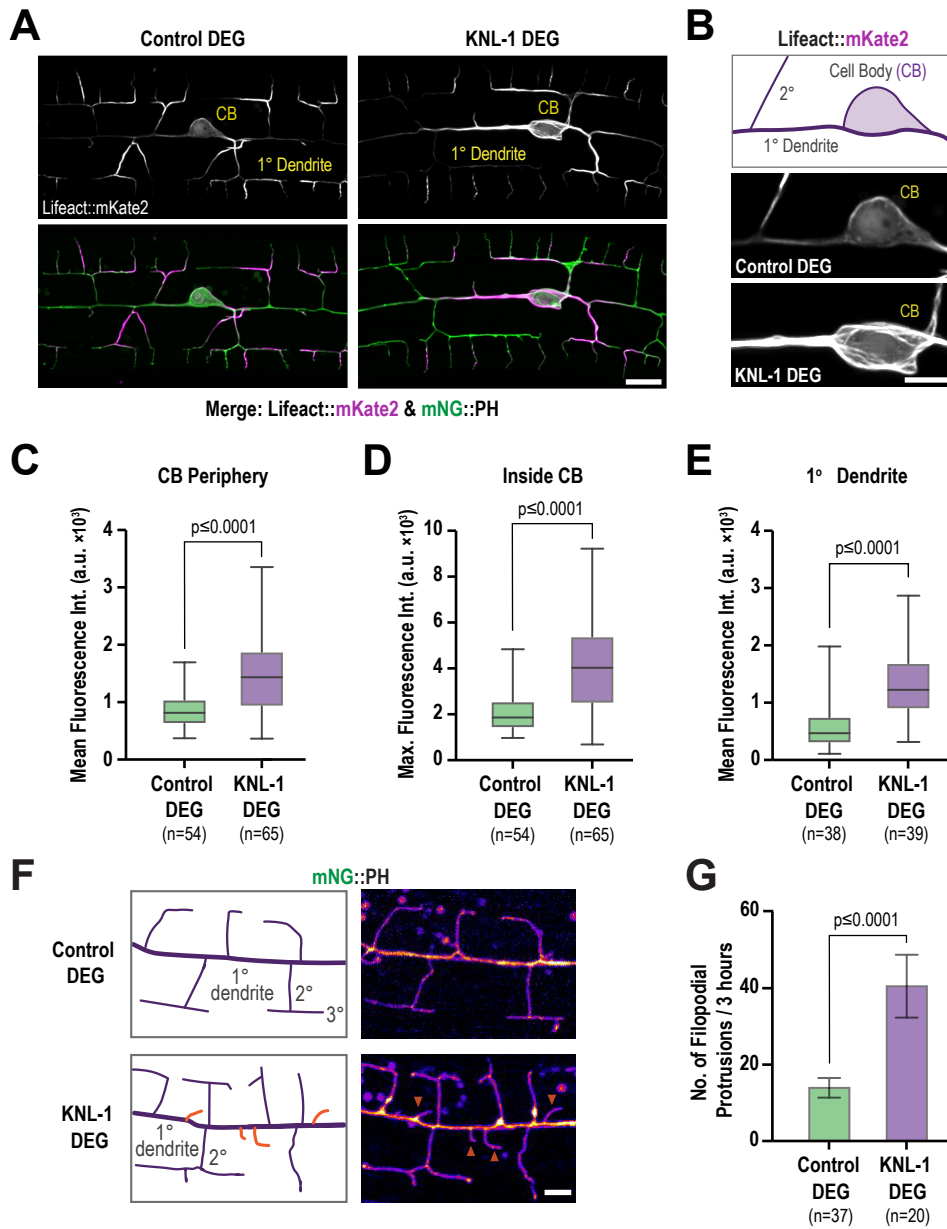 A
Control DEG
KNL-1 DEG
CB
1° Dendrite
Lifeact::mKate2
CB
1° Dendrite
Merge: Lifeact::mKate2 & mNG::PH
B
Lifeact::mKate2
Cell Body (CB)
2°
1° Dendrite
CB
Control DEG
CB
KNL-1 DEG
C
CB Periphery
Mean Fluorescence Int. (a.u. ×10³)
4
3
2
1
0
p≤0.0001
Control
DEG
(n=54)
KNL-1
DEG
(n=65)
D
Inside CB
Max. Fluorescence Int. (a.u. ×10³)
10
8
6
4
2
0
p≤0.0001
Control
DEG
(n=54)
KNL-1
DEG
(n=65)
E
1° Dendrite
Mean Fluorescence Int. (a.u. ×10³)
4
3
2
1
0
p≤0.0001
Control
DEG
(n=38)
KNL-1
DEG
(n=39)
F
mNG::PH
Control
DEG
1°
dendrite
2°
3°
KNL-1
DEG
1°
dendrite
2°
G
No. of Filopodial
Protrusions / 3 hours
60
40
20
0
p≤0.0001
Control
DEG
(n=37)
KNL-1
DEG
(n=20)